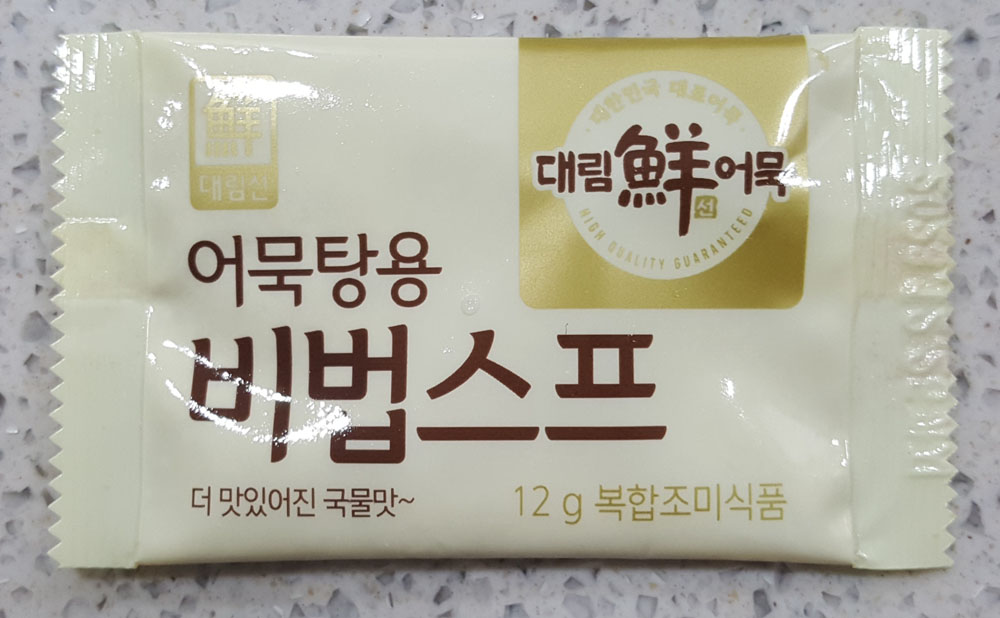 鮮
대림선
대한민국 대표어묵
대림鮮어묵
선
HIGH QUALITY GUARANTEED
어묵탕용
비법스프
더 맛있어진 국물맛~
12 g 복합조미식품